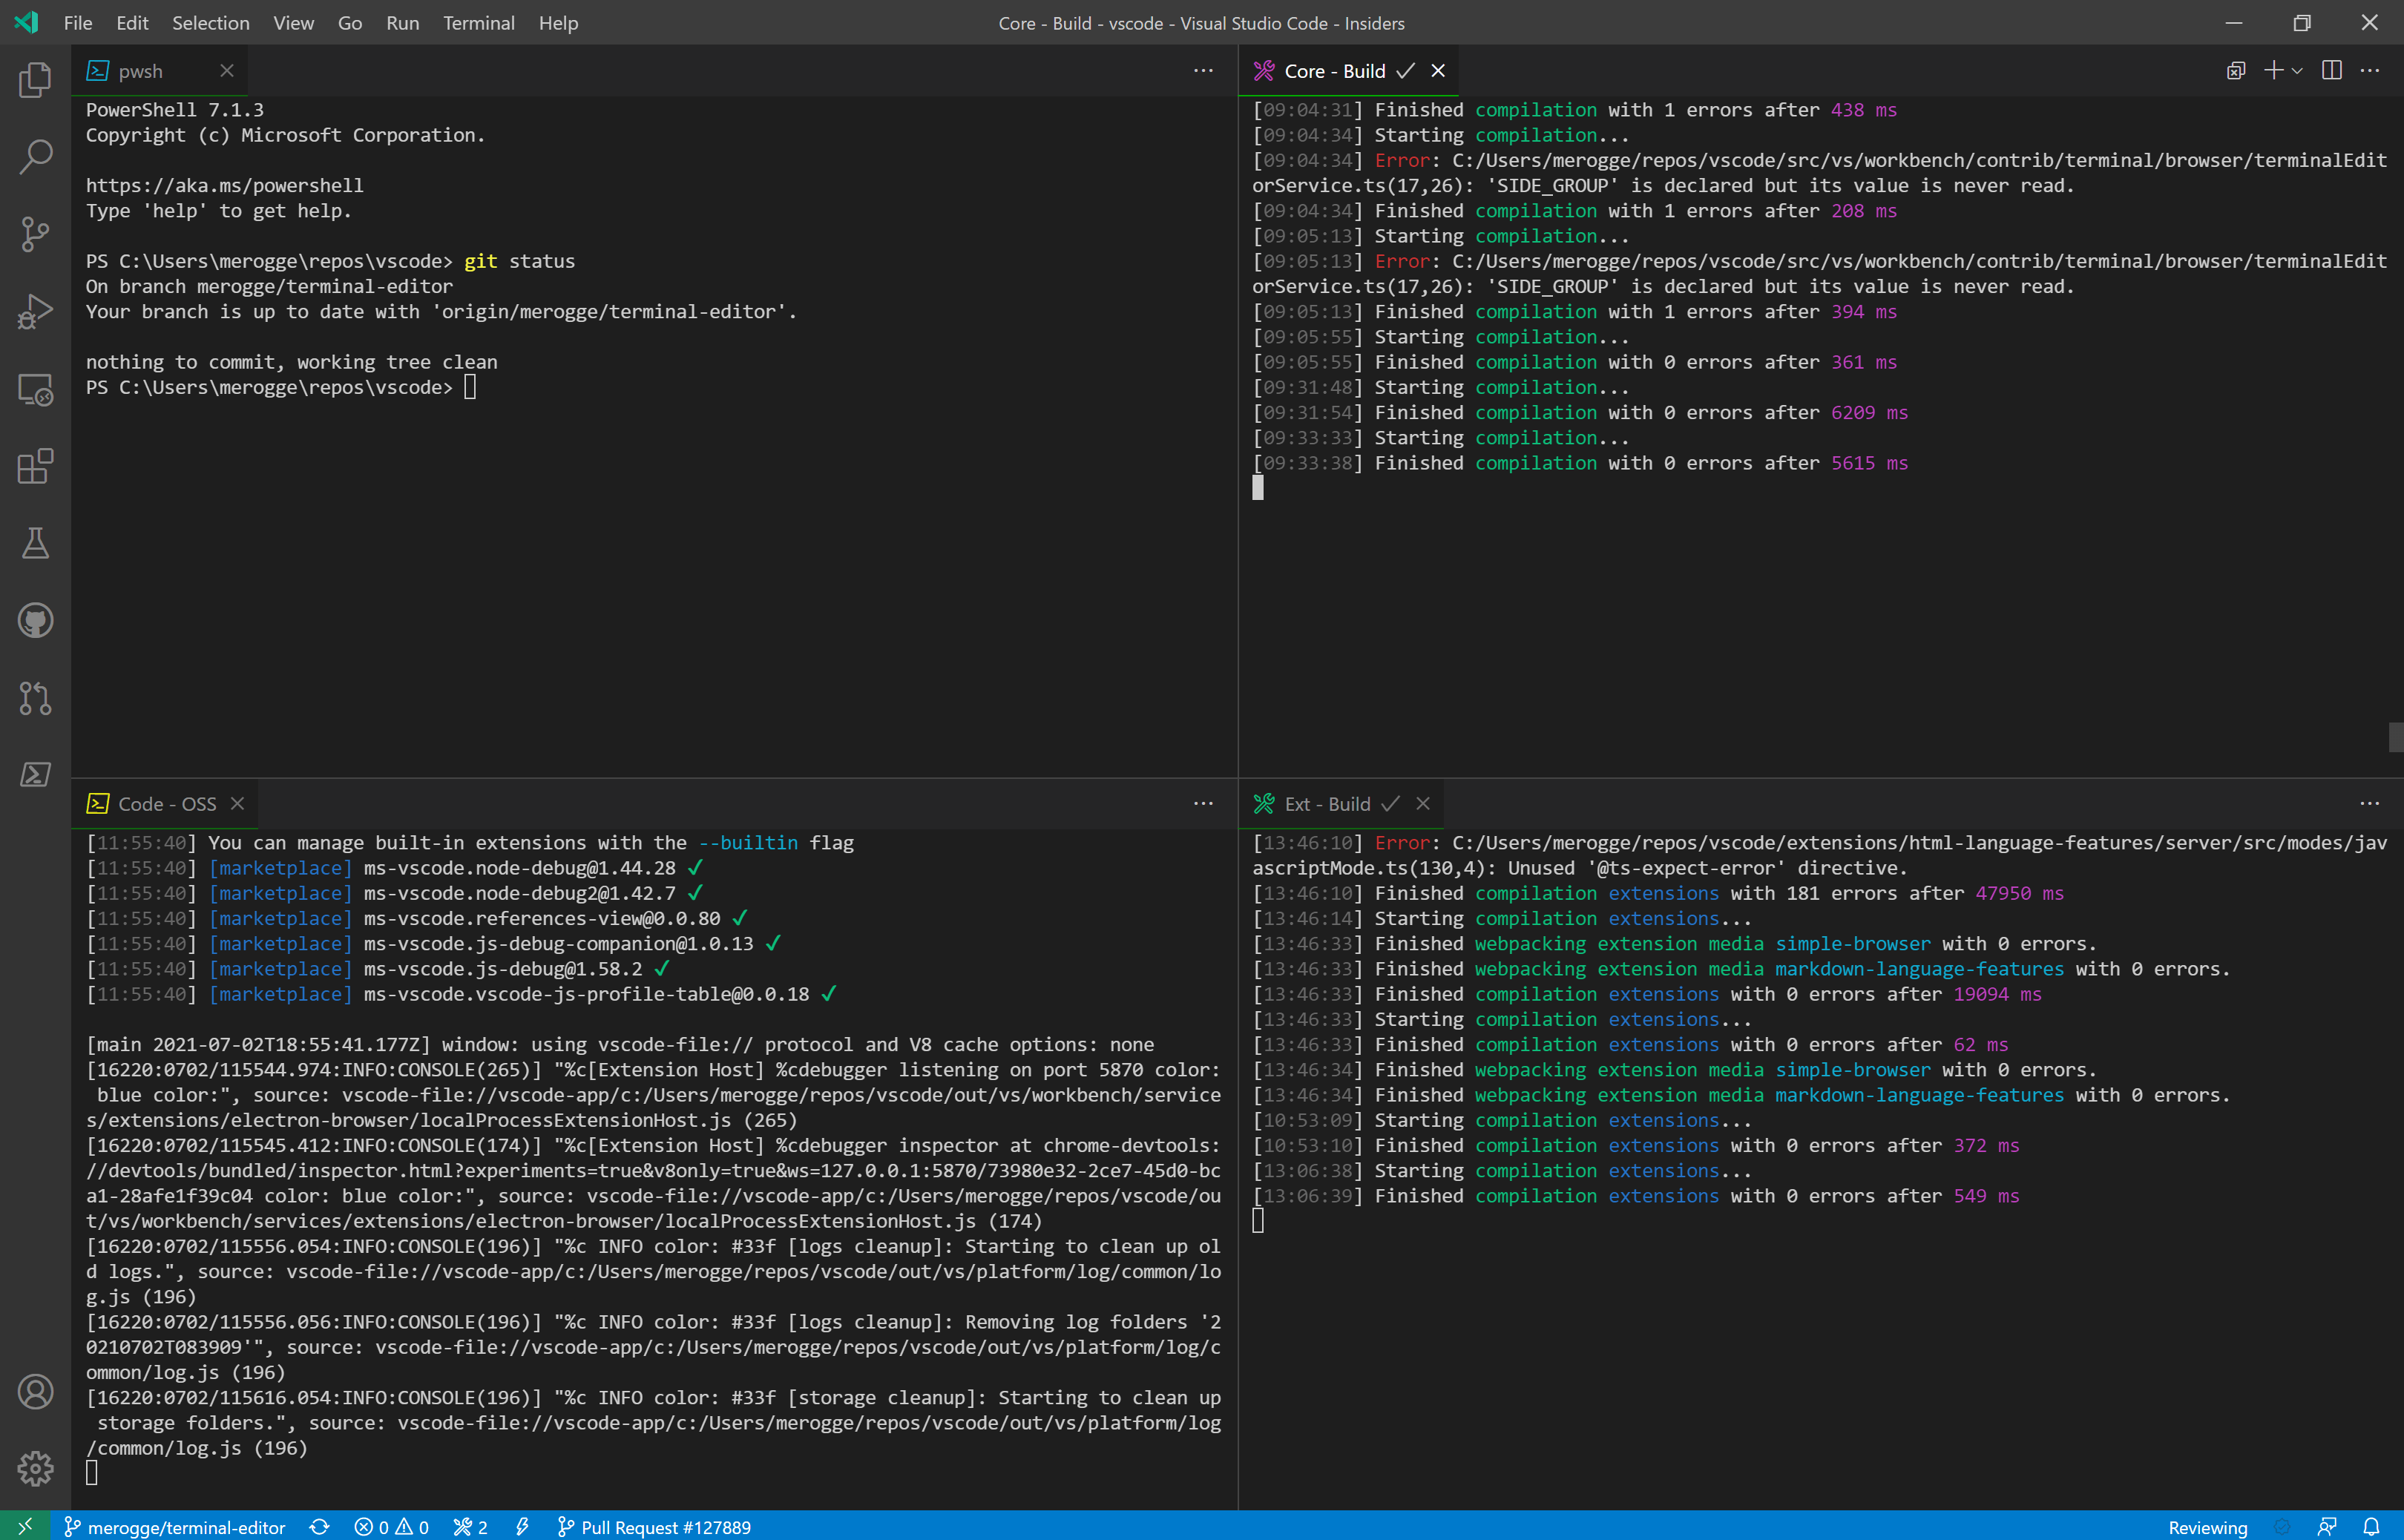 File Edit Selection View Go Run Terminal Help
Core - Build - vscode - Visual Studio Code - Insiders
pwsh
PowerShell 7.1.3
Copyright (c) Microsoft Corporation.
https://aka.ms/powershell
Type 'help' to get help.
PS C:\Users\merogge\repos\vscode> git status
On branch merogge/terminal-editor
Your branch is up to date with 'origin/merogge/terminal-editor'.
nothing to commit, working tree clean
PS C:\Users\merogge\repos\vscode>
Core - Build
[09:04:31] Finished compilation with 1 errors after 438 ms
[09:04:34] Starting compilation...
[09:04:34] Error: C:/Users/merogge/repos/vscode/src/vs/workbench/contrib/terminal/browser/terminalEdit
orService.ts(17,26): 'SIDE_GROUP' is declared but its value is never read.
[09:04:34] Finished compilation with 1 errors after 208 ms
[09:05:13] Starting compilation...
[09:05:13] Error: C:/Users/merogge/repos/vscode/src/vs/workbench/contrib/terminal/browser/terminalEdit
orService.ts(17,26): 'SIDE_GROUP' is declared but its value is never read.
[09:05:13] Finished compilation with 1 errors after 394 ms
[09:05:55] Starting compilation...
[09:05:55] Finished compilation with 0 errors after 361 ms
[09:31:48] Starting compilation...
[09:31:54] Finished compilation with 0 errors after 6209 ms
[09:33:33] Starting compilation...
[09:33:38] Finished compilation with 0 errors after 5615 ms
Code - OSS
[11:55:40] You can manage built-in extensions with the --builtin flag
[11:55:40] [marketplace] ms-vscode.node-debug@1.44.28 ✓
[11:55:40] [marketplace] ms-vscode.node-debug2@1.42.7 ✓
[11:55:40] [marketplace] ms-vscode.references-view@0.0.80 ✓
[11:55:40] [marketplace] ms-vscode.js-debug-companion@1.0.13 ✓
[11:55:40] [marketplace] ms-vscode.js-debug@1.58.2 ✓
[11:55:40] [marketplace] ms-vscode.vscode-js-profile-table@0.0.18 ✓
[main 2021-07-02T18:55:41.177Z] window: using vscode-file:// protocol and V8 cache options: none
[16220:0702/115544.974:INFO:CONSOLE(265)] "%c[Extension Host] %cdebugger listening on port 5870 color:
blue color:", source: vscode-file://vscode-app/c:/Users/merogge/repos/vscode/out/vs/workbench/service
s/extensions/electron-browser/localProcessExtensionHost.js (265)
[16220:0702/115545.412:INFO:CONSOLE(174)] "%c[Extension Host] %cdebugger inspector at chrome-devtools:
//devtools/bundled/inspector.html?experiments=true&v8only=true&ws=127.0.0.1:5870/73980e32-2ce7-45d0-bc
a1-28afe1f39c04 color: blue color:", source: vscode-file://vscode-app/c:/Users/merogge/repos/vscode/ou
t/vs/workbench/services/extensions/electron-browser/localProcessExtensionHost.js (174)
[16220:0702/115556.054:INFO:CONSOLE(196)] "%c INFO color: #33f [logs cleanup]: Starting to clean up ol
d logs.", source: vscode-file://vscode-app/c:/Users/merogge/repos/vscode/out/vs/platform/log/common/lo
g.js (196)
[16220:0702/115556.056:INFO:CONSOLE(196)] "%c INFO color: #33f [logs cleanup]: Removing log folders '2
0210702T083909'", source: vscode-file://vscode-app/c:/Users/merogge/repos/vscode/out/vs/platform/log/c
ommon/log.js (196)
[16220:0702/115616.054:INFO:CONSOLE(196)] "%c INFO color: #33f [storage cleanup]: Starting to clean up
storage folders.", source: vscode-file://vscode-app/c:/Users/merogge/repos/vscode/out/vs/platform/log
/common/log.js (196)
Ext - Build
[13:46:10] Error: C:/Users/merogge/repos/vscode/extensions/html-language-features/server/src/modes/jav
ascriptMode.ts(130,4): Unused '@ts-expect-error' directive.
[13:46:10] Finished compilation extensions with 181 errors after 47950 ms
[13:46:14] Starting compilation extensions...
[13:46:33] Finished webpacking extension media simple-browser with 0 errors.
[13:46:33] Finished webpacking extension media markdown-language-features with 0 errors.
[13:46:33] Finished compilation extensions with 0 errors after 19094 ms
[13:46:33] Starting compilation extensions...
[13:46:33] Finished compilation extensions with 0 errors after 62 ms
[13:46:34] Finished webpacking extension media simple-browser with 0 errors.
[13:46:34] Finished webpacking extension media markdown-language-features with 0 errors.
[10:53:09] Starting compilation extensions...
[10:53:10] Finished compilation extensions with 0 errors after 372 ms
[13:06:38] Starting compilation extensions...
[13:06:39] Finished compilation extensions with 0 errors after 549 ms
merogge/terminal-editor 0 0 2 Pull Request #127889 Reviewing